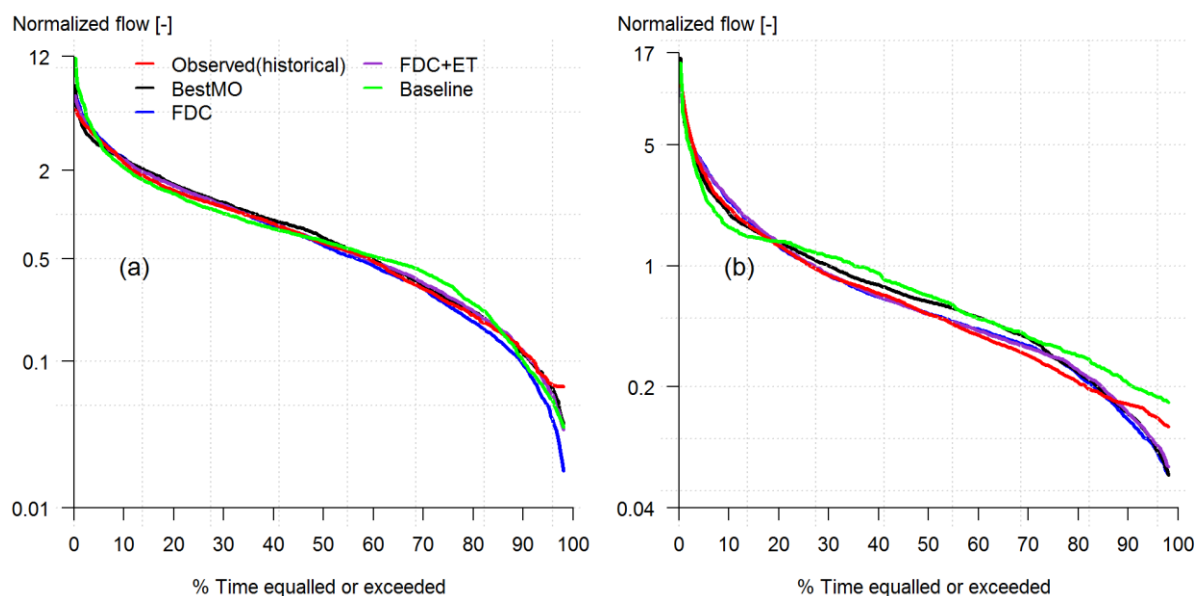 Normalized flow [-]
12
2
0.5
0.1
0.01
Observed(historical)
BestMO
FDC
FDC+ET
Baseline
(a)
0 10 20 30 40 50 60 70 80 90 100
% Time equalled or exceeded
Normalized flow [-]
17
5
1
0.2
0.04
(b)
0 10 20 30 40 50 60 70 80 90 100
% Time equalled or exceeded